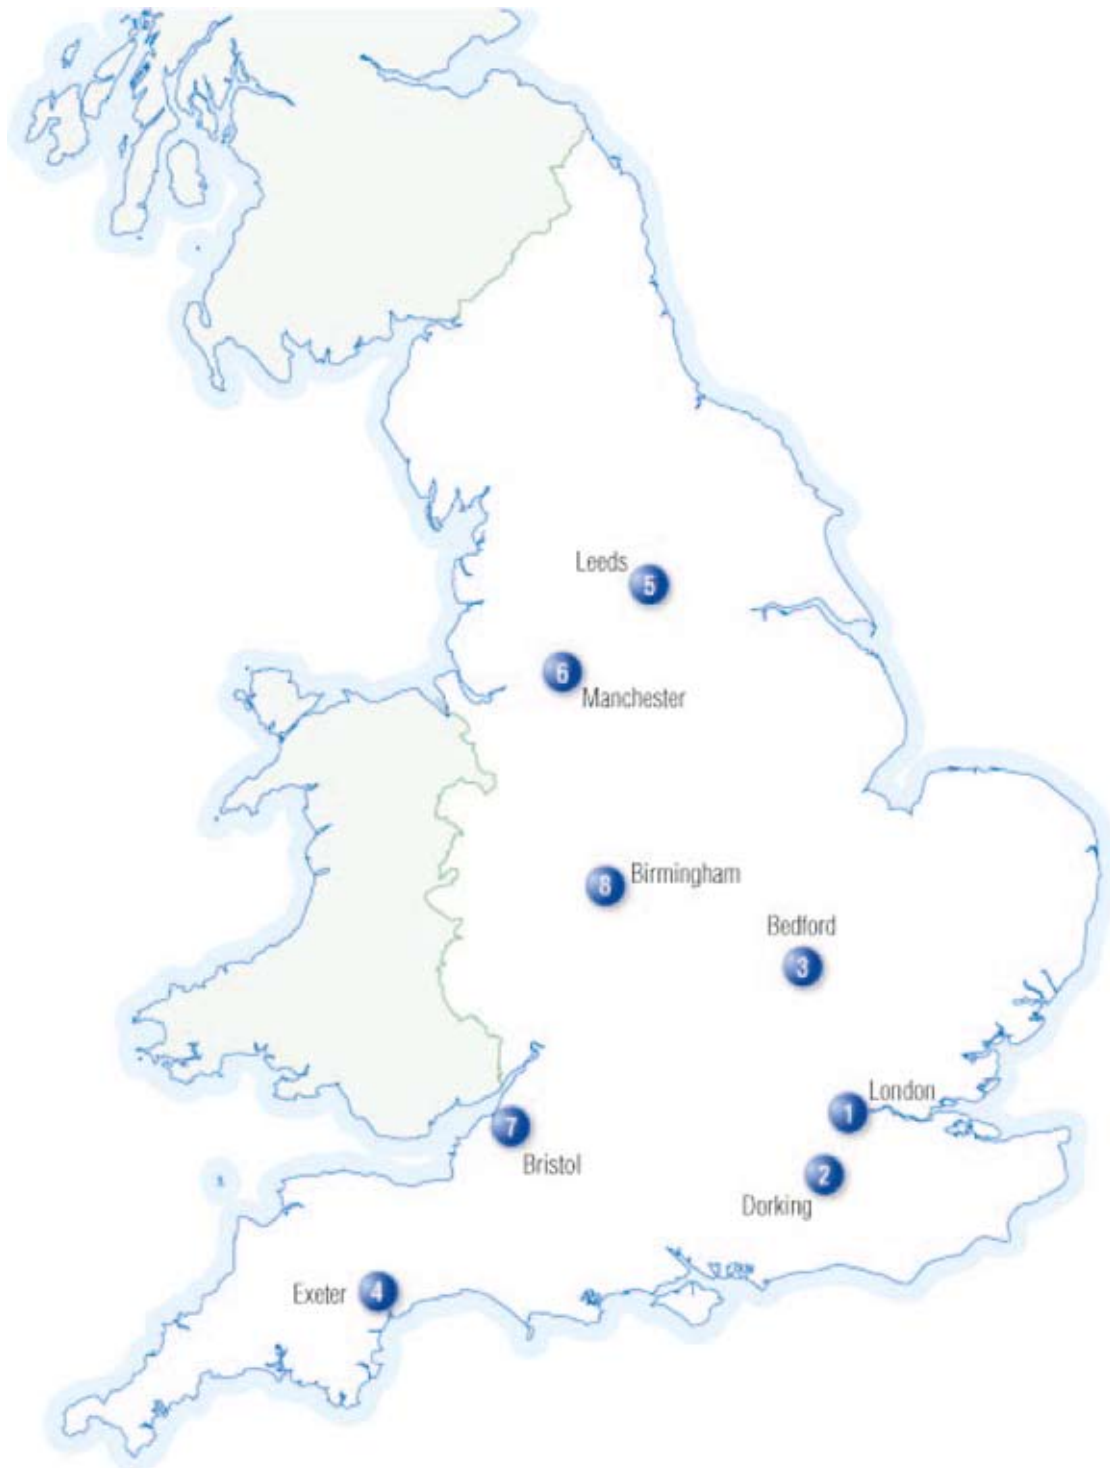 Leeds
5
6
Manchester
8
Birmingham
Bedford
3
London
1
7
Bristol
2
Dorking
Exeter
4